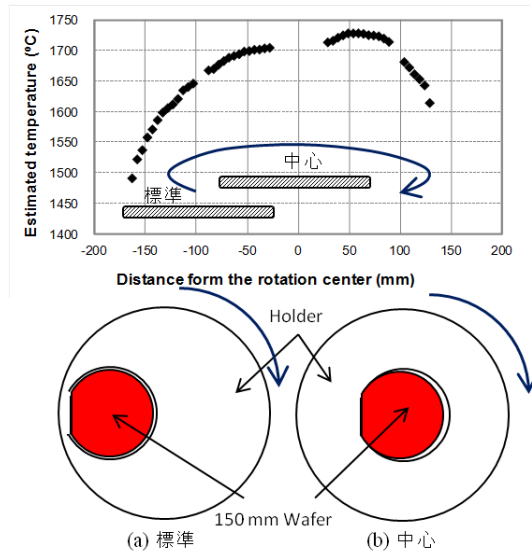 Estimated temperature (ºC)
1750
1700
1650
1600
1550
1500
1450
1400
中心
標準
-200
-150
-100
-50
0
50
100
150
200
Distance form the rotation center (mm)
Holder
150 mm Wafer
(a) 標準
(b) 中心